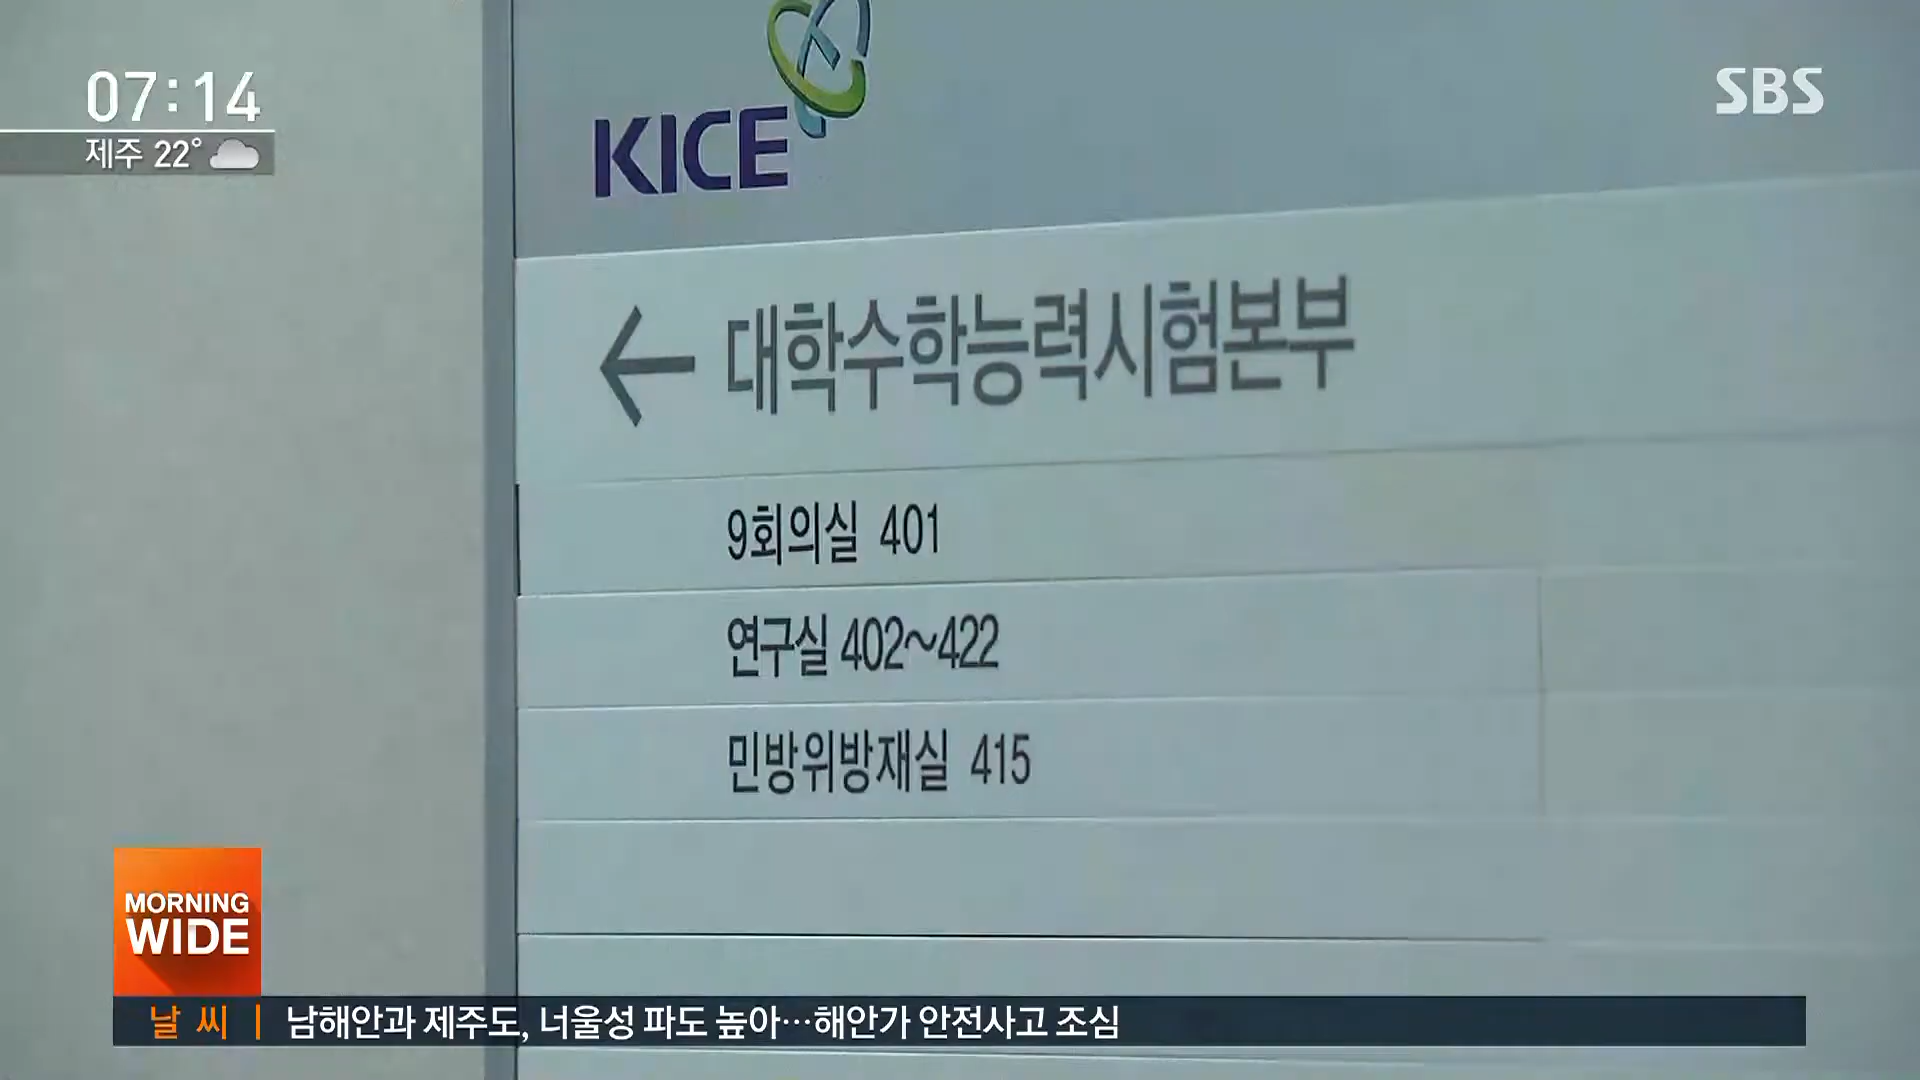 07:14
제주 22°
SBS
KICE
대학수학능력시험본부
9회의실 401
연구실 402~422
민방위방재실 415
MORNING
WIDE
날씨 | 남해안과 제주도, 너울성 파도 높아…해안가 안전사고 조심